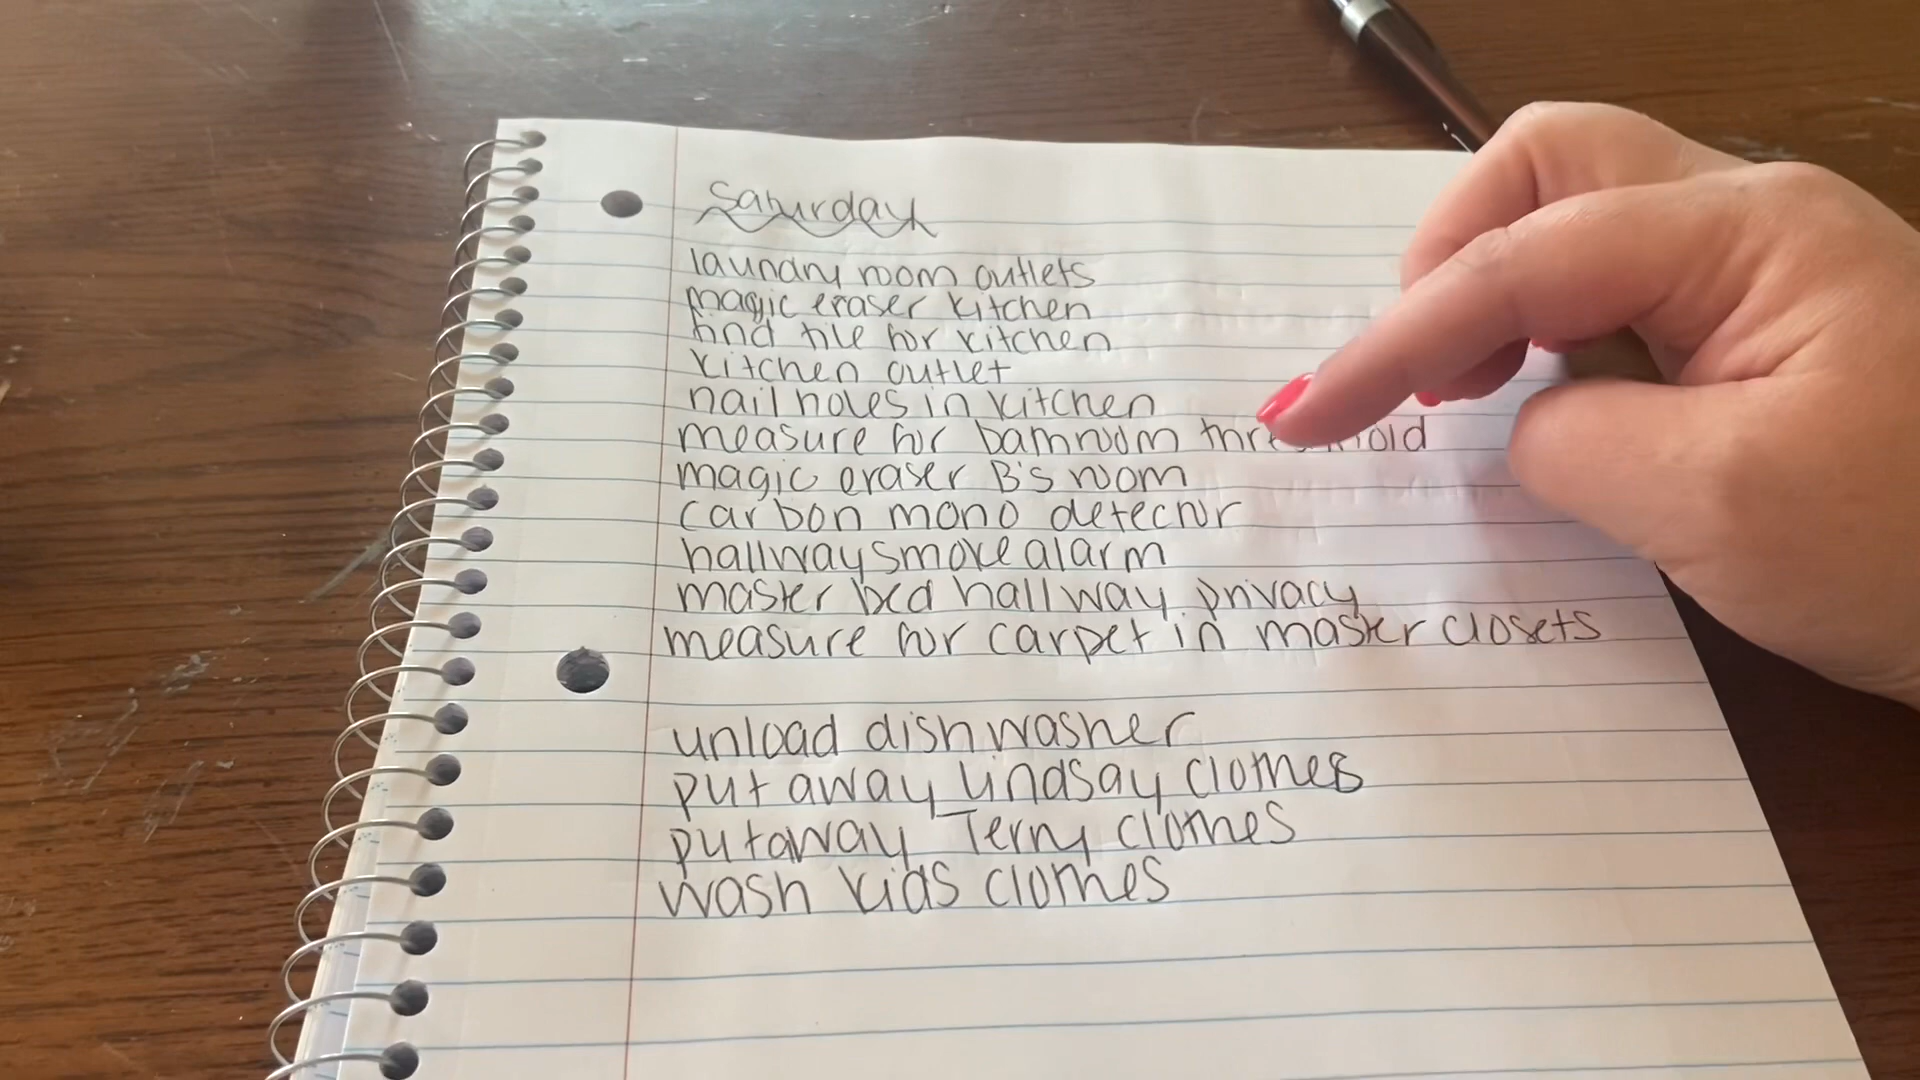 Saturday
laundry room outlets
magic eraser kitchen
find tile for kitchen
kitchen outlet
nail holes in kitchen
measure for bathroom
magic eraser B's room
carbon mono detector
hallway smoke alarm
master bed hallway privacy
measure for carpet in master closets
unload dishwasher
put away Lindsay clothes
put away Terry clothes
wash kids clothes